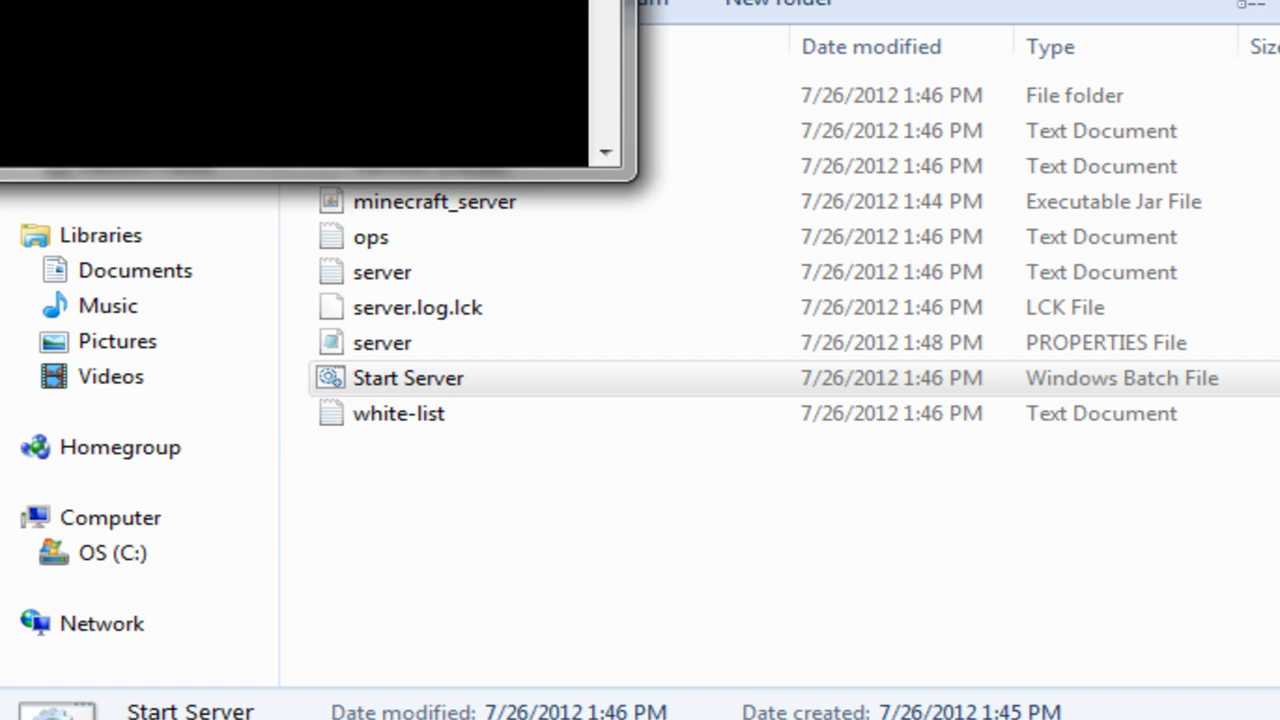 New folder
Date modified Type
7/26/2012 1:46 PM File folder
7/26/2012 1:46 PM Text Document
7/26/2012 1:46 PM Text Document
minecraft_server 7/26/2012 1:44 PM Executable Jar File
Libraries
ops 7/26/2012 1:46 PM Text Document
Documents
server 7/26/2012 1:46 PM Text Document
Music
server.log.lck 7/26/2012 1:46 PM LCK File
Pictures
server 7/26/2012 1:48 PM PROPERTIES File
Videos
Start Server 7/26/2012 1:46 PM Windows Batch File
white-list 7/26/2012 1:46 PM Text Document
Homegroup
Computer
OS (C:)
Network
Start Server Date modified: 7/26/2012 1:46 PM Date created: 7/26/2012 1:45 PM